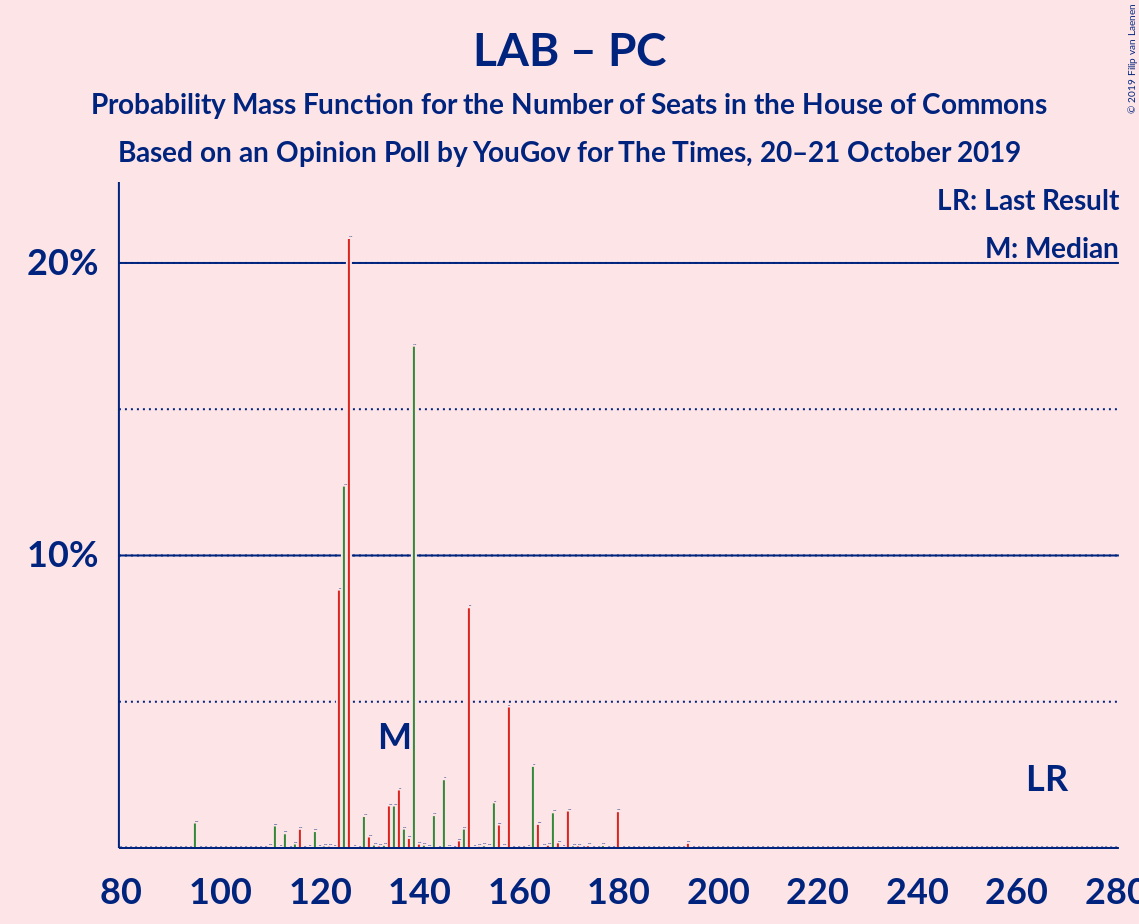 LAB – PC
Probability Mass Function for the Number of Seats in the House of Commons
Based on an Opinion Poll by YouGov for The Times, 20–21 October 2019
© 2019 Filip van Laenen
LR: Last Result
M: Median
20%
10%
M
LR
80 100 120 140 160 180 200 220 240 260 280